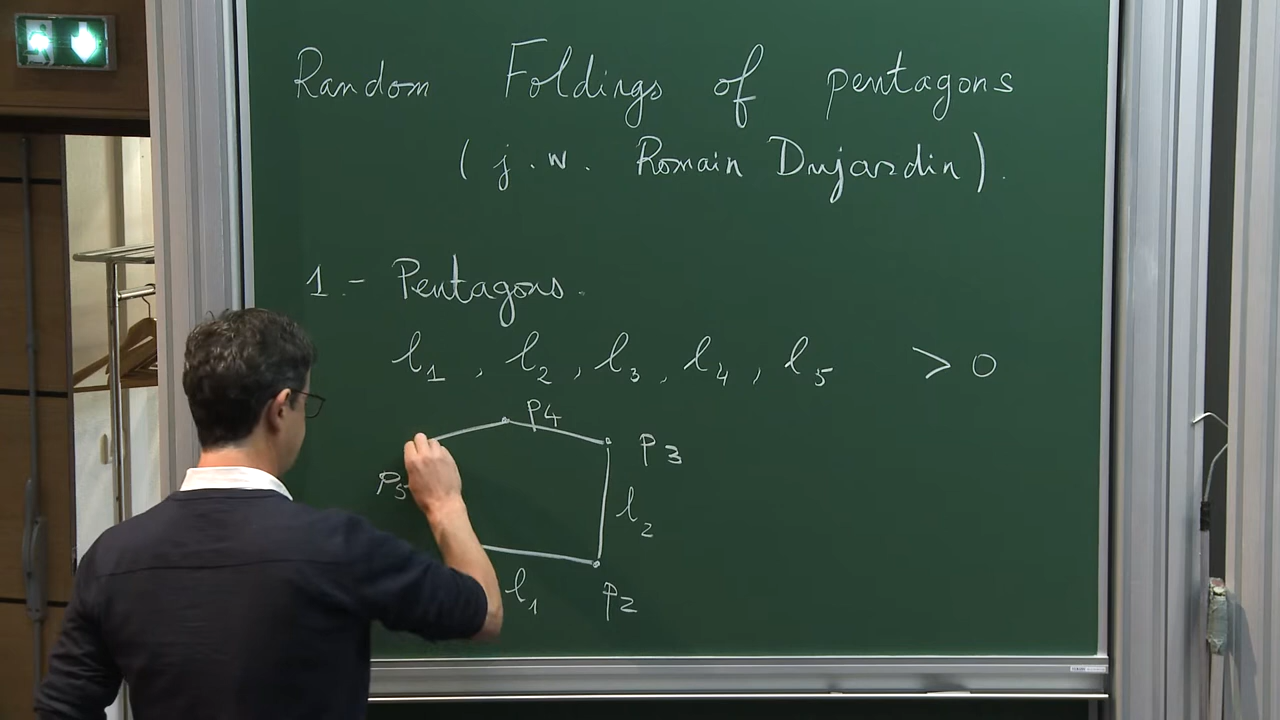 Random Foldings of pentagons
(j.w. Romain Dujardin).
1.- Pentagons.
l1, l2, l3, l4, l5 > 0
p4
p3
p5
l2
l1
p2